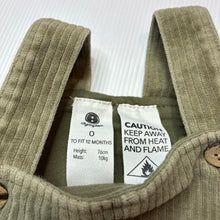 0
TO FIT 12 MONTHS
Height: 76cm
Mass: 10kg
CAUTION
KEEP AWAY
FROM HEAT
AND FLAME